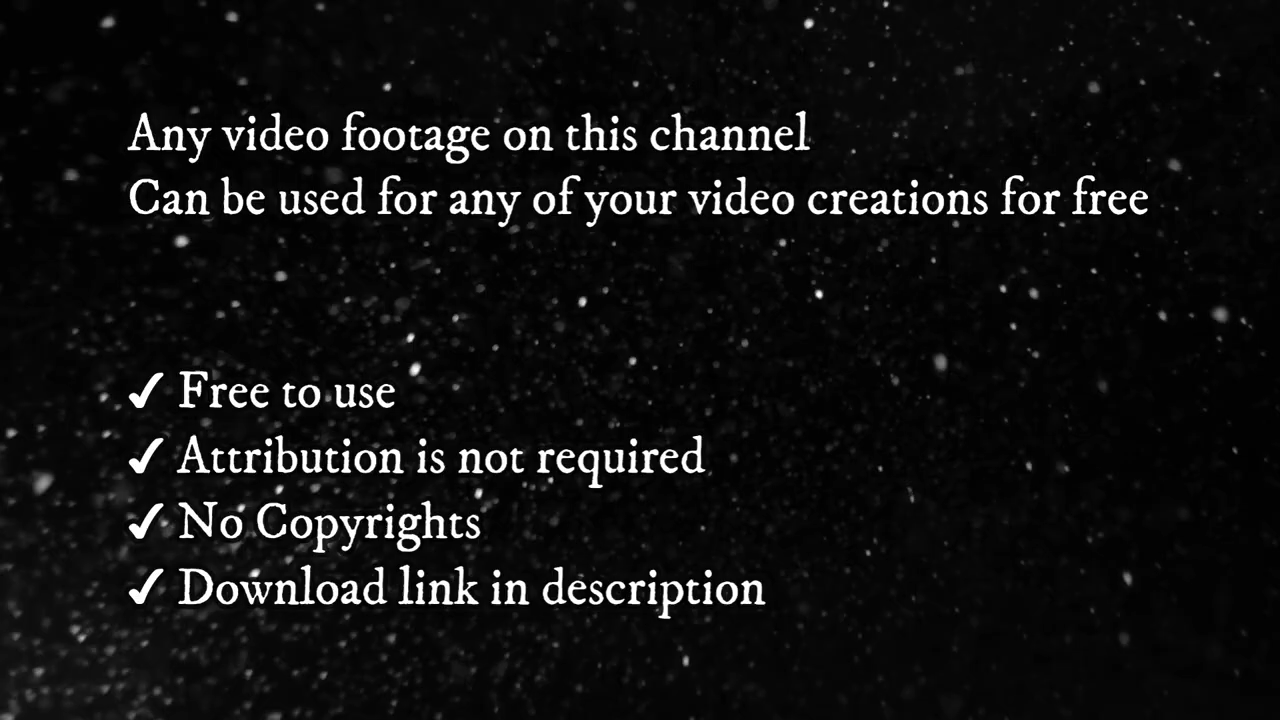 Any video footage on this channel
Can be used for any of your video creations for free
✓ Free to use
✓ Attribution is not required
✓ No Copyrights
✓ Download link in description